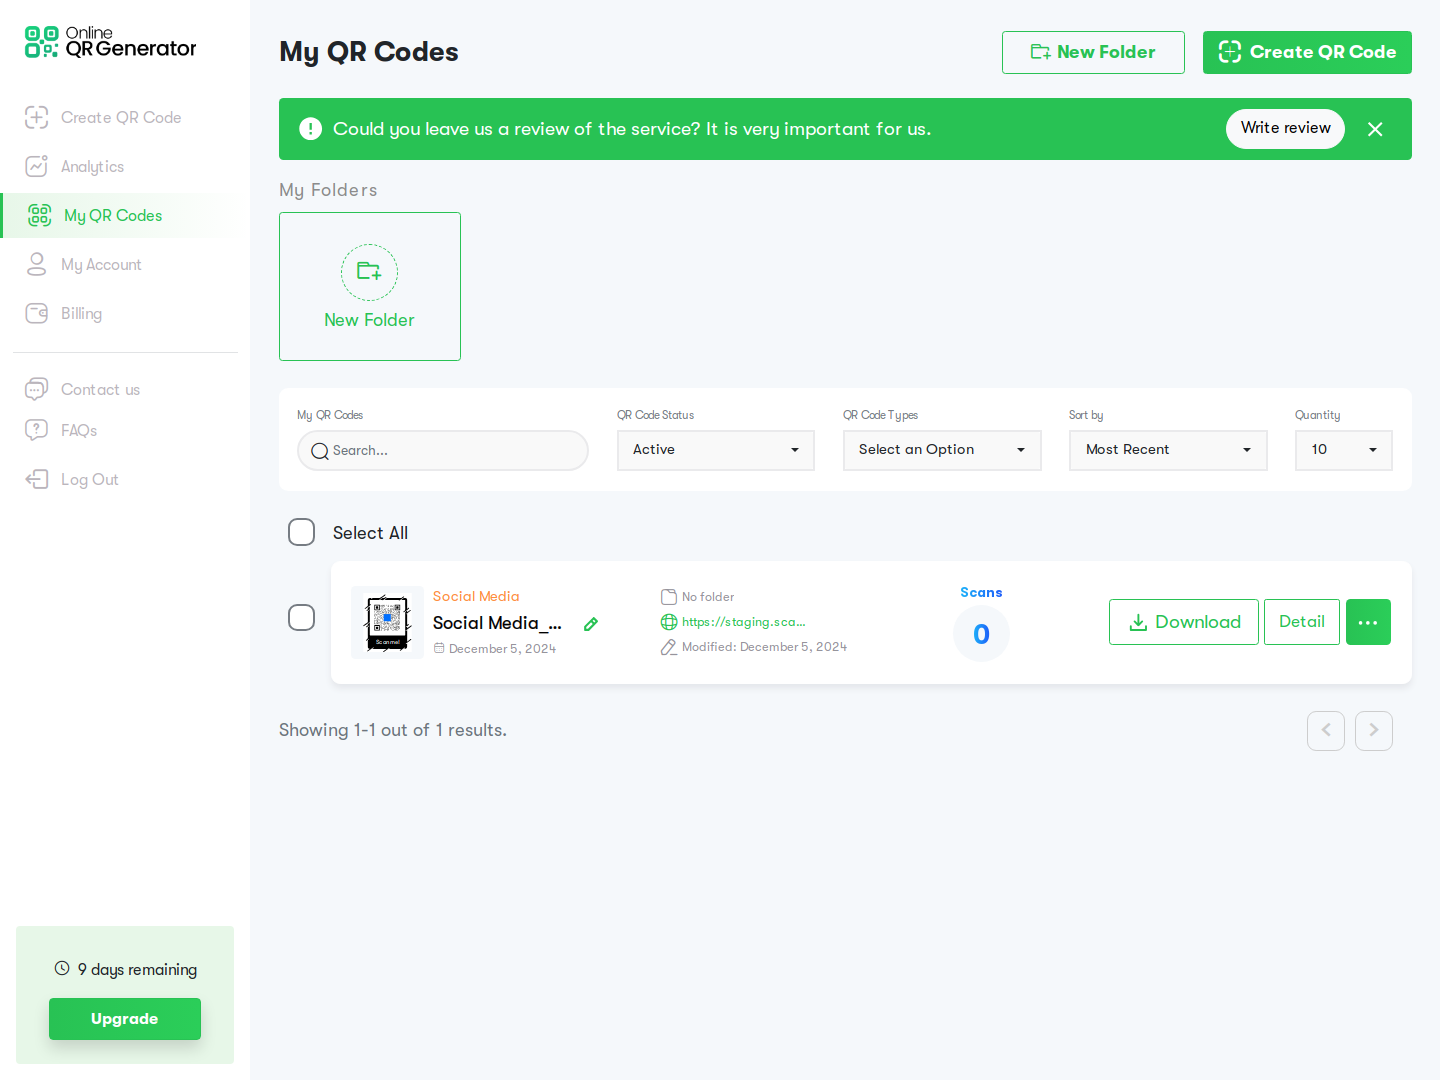 Online
QR Generator
Create QR Code
Analytics
My QR Codes
My Account
Billing
Contact us
FAQs
Log Out
9 days remaining
Upgrade
My QR Codes
New Folder
Create QR Code
Could you leave us a review of the service? It is very important for us.
Write review
My Folders
New Folder
My QR Codes
Search...
QR Code Status
Active
QR Code Types
Select an Option
Sort by
Most Recent
Quantity
10
Select All
Scan me!
Social Media
Social Media_...
December 5, 2024
No folder
https://staging.sca...
Modified: December 5, 2024
Scans
0
Download
Detail
Showing 1-1 out of 1 results.